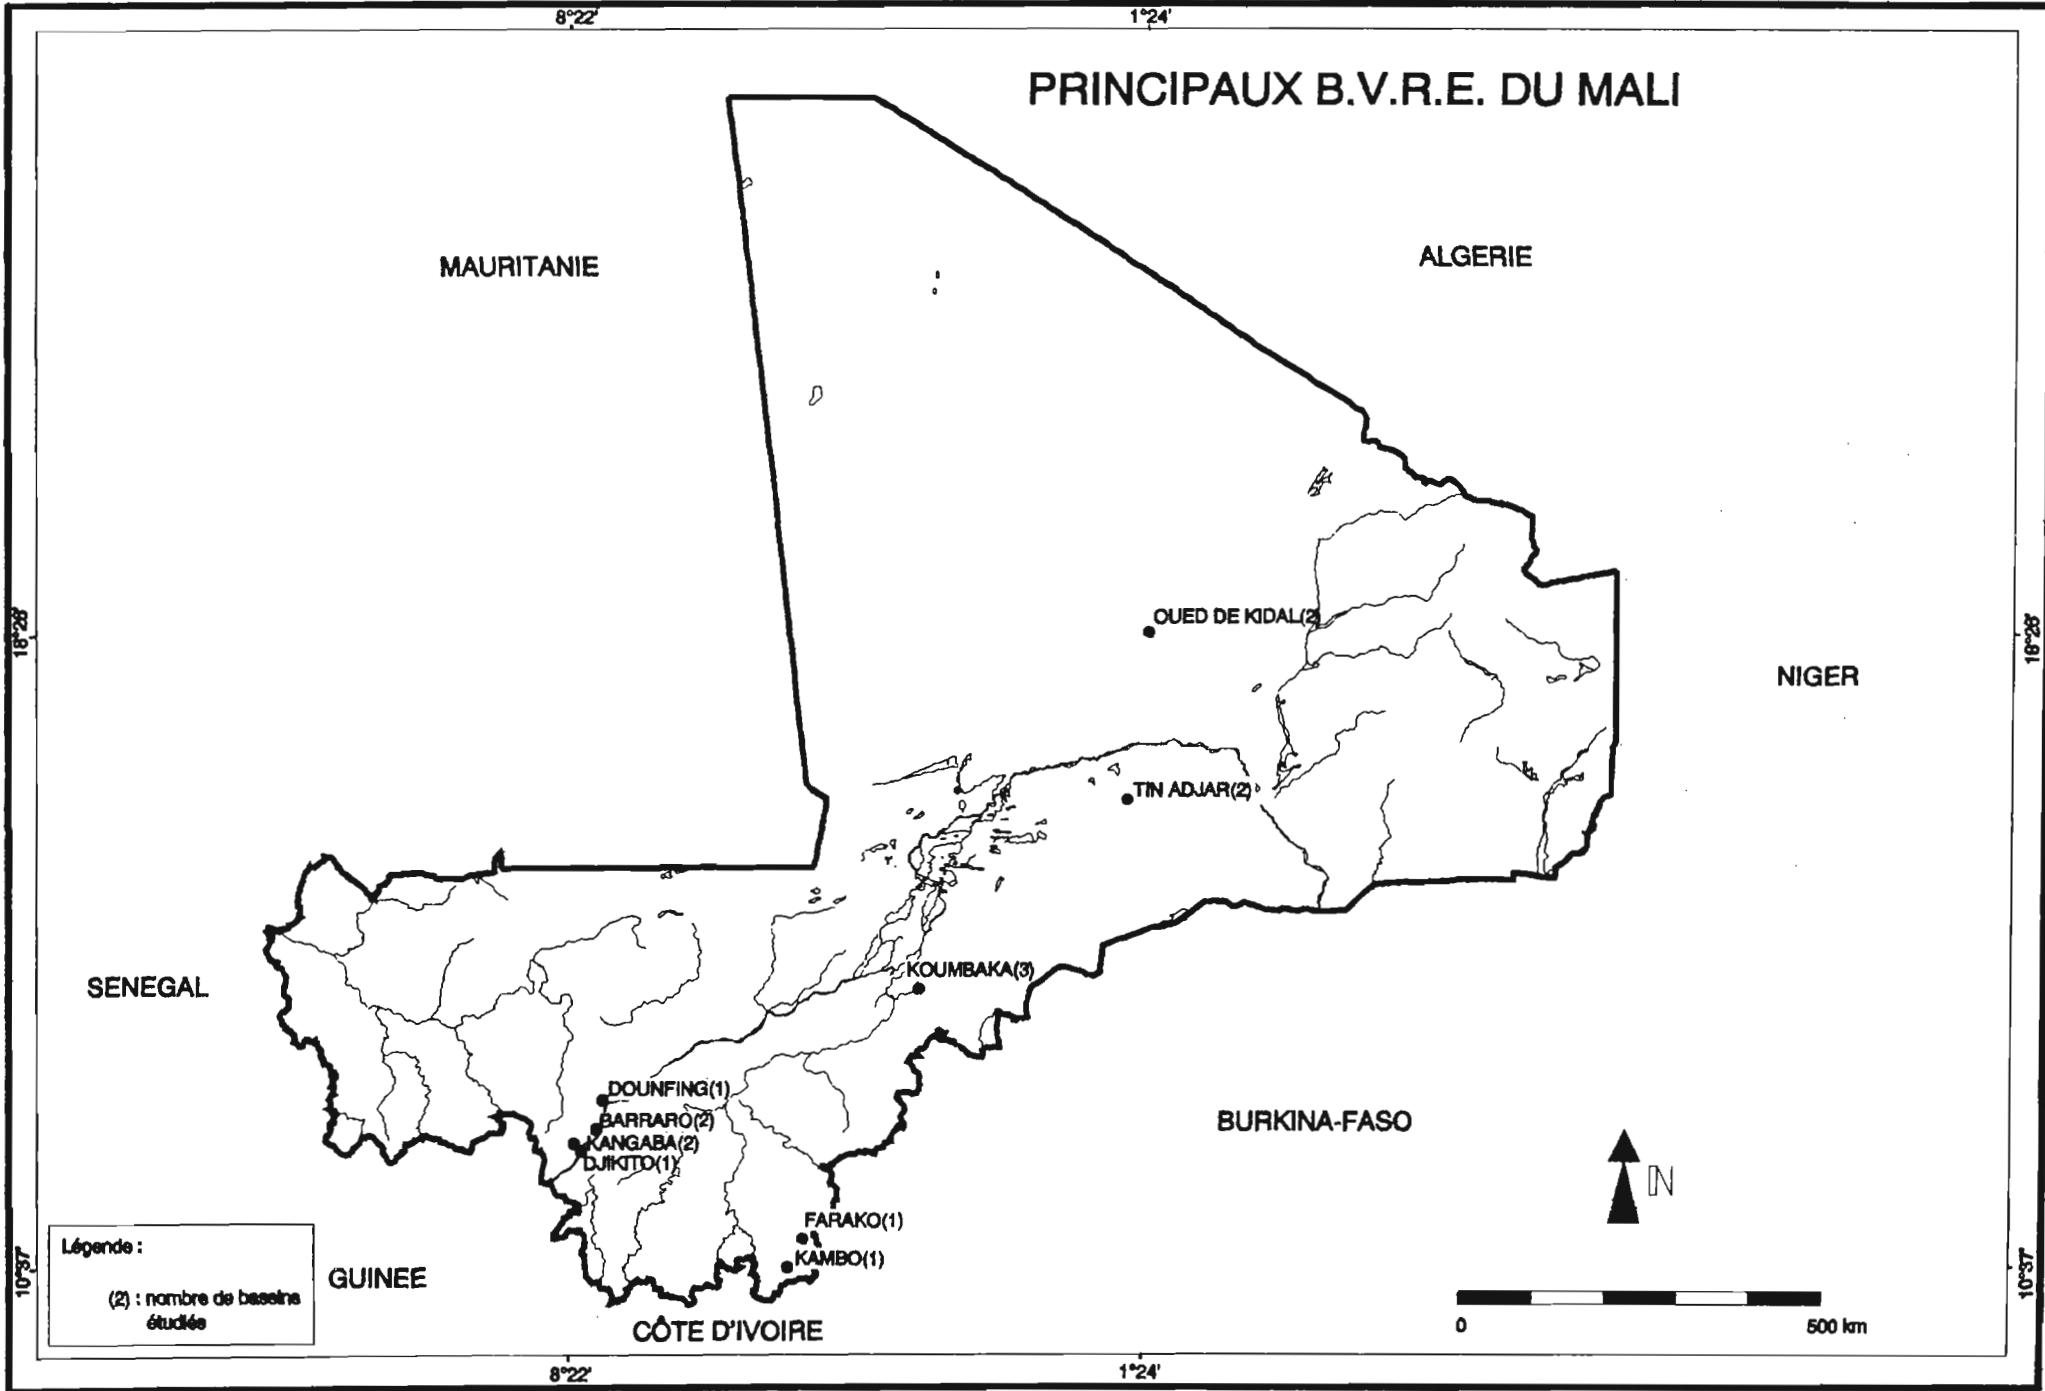 8°22'
1°24'
PRINCIPAUX B.V.R.E. DU MALI
MAURITANIE
ALGERIE
OUED DE KIDAL(2)
18°26'
18°26'
NIGER
TIN ADJAR(2)
SENEGAL
KOUMBAKA(3)
DOUNFING(1)
BARRARO(2)
KANGABA(2)
DJIKITO(1)
BURKINA-FASO
N
FARAKO(1)
KAMBO(1)
Légende :
(2) : nombre de bassins
étudiés
GUINEE
CÔTE D'IVOIRE
10°37'
10°37'
0
500 km
8°22'
1°24'